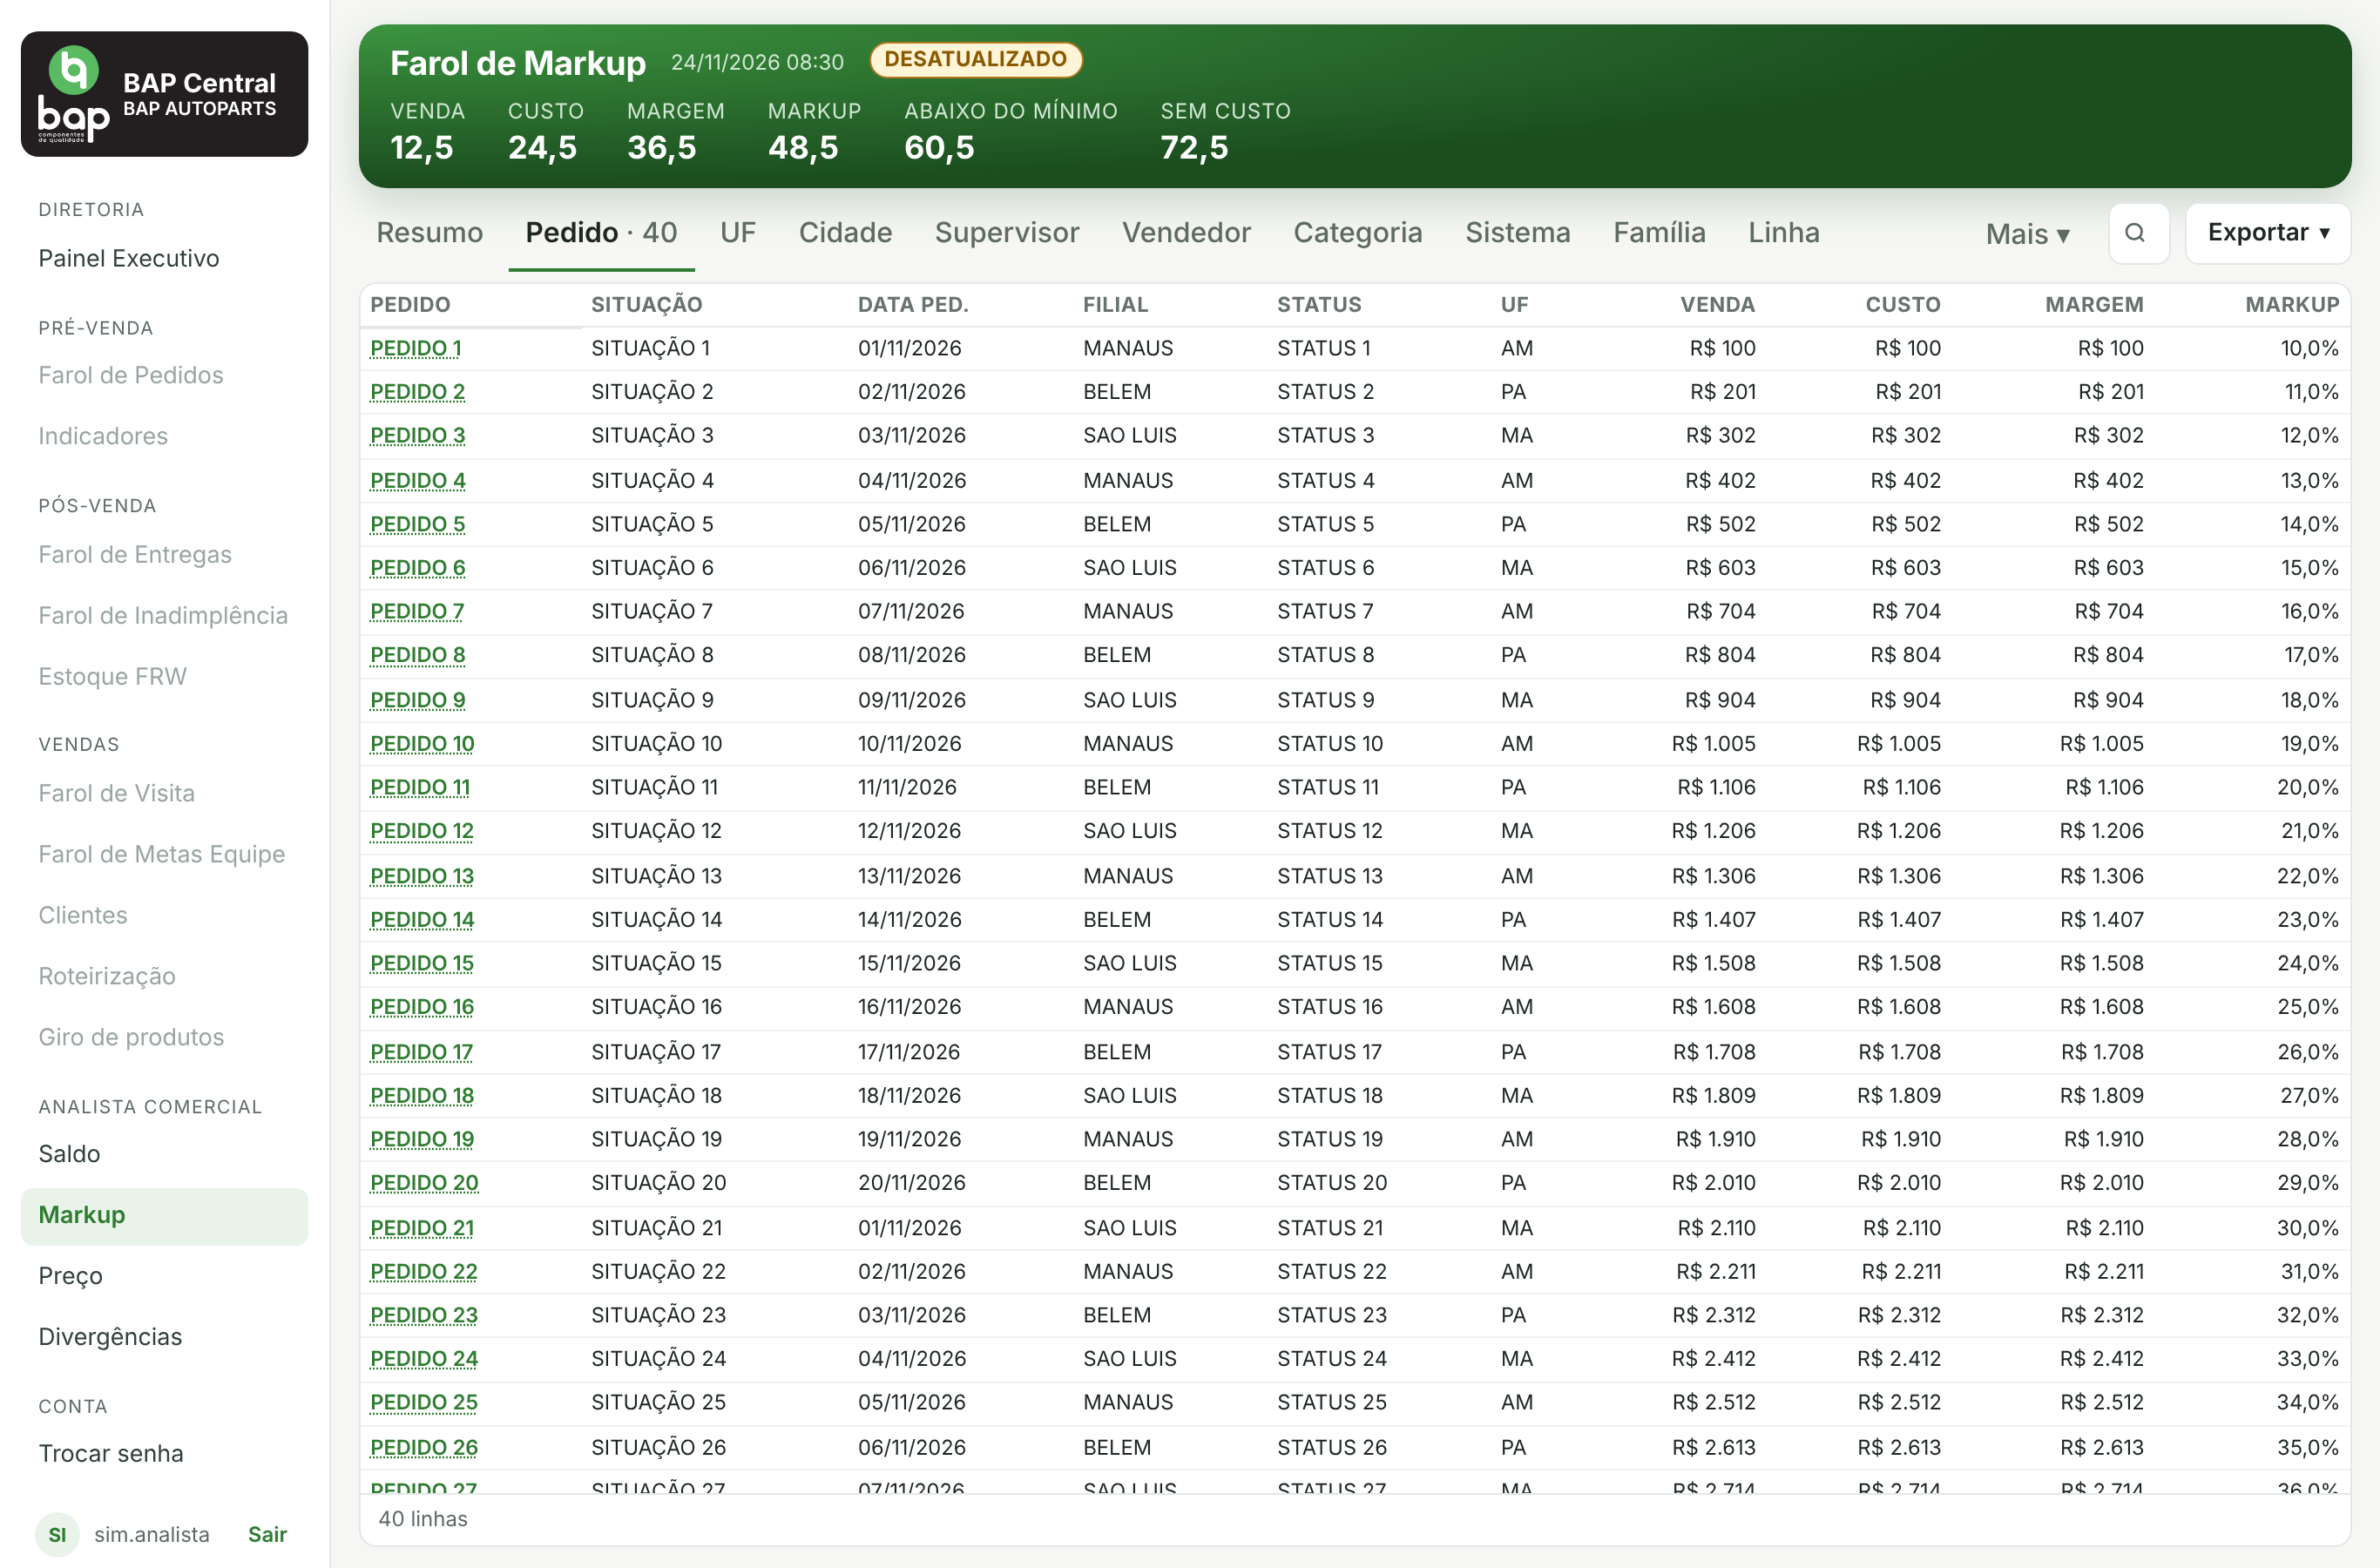 bap
componentes
de qualidade
BAP Central
BAP AUTOPARTS
DIRETORIA
Painel Executivo
PRÉ-VENDA
Farol de Pedidos
Indicadores
PÓS-VENDA
Farol de Entregas
Farol de Inadimplência
Estoque FRW
VENDAS
Farol de Visita
Farol de Metas Equipe
Clientes
Roteirização
Giro de produtos
ANALISTA COMERCIAL
Saldo
Markup
Preço
Divergências
CONTA
Trocar senha
SI sim.analista Sair
Farol de Markup 24/11/2026 08:30 DESATUALIZADO
VENDA CUSTO MARGEM MARKUP ABAIXO DO MÍNIMO SEM CUSTO
12,5 24,5 36,5 48,5 60,5 72,5
Resumo Pedido · 40 UF Cidade Supervisor Vendedor Categoria Sistema Família Linha Mais ▾ Exportar ▾
PEDIDO SITUAÇÃO DATA PED. FILIAL STATUS UF VENDA CUSTO MARGEM MARKUP
PEDIDO 1 SITUAÇÃO 1 01/11/2026 MANAUS STATUS 1 AM R$ 100 R$ 100 R$ 100 10,0%
PEDIDO 2 SITUAÇÃO 2 02/11/2026 BELEM STATUS 2 PA R$ 201 R$ 201 R$ 201 11,0%
PEDIDO 3 SITUAÇÃO 3 03/11/2026 SAO LUIS STATUS 3 MA R$ 302 R$ 302 R$ 302 12,0%
PEDIDO 4 SITUAÇÃO 4 04/11/2026 MANAUS STATUS 4 AM R$ 402 R$ 402 R$ 402 13,0%
PEDIDO 5 SITUAÇÃO 5 05/11/2026 BELEM STATUS 5 PA R$ 502 R$ 502 R$ 502 14,0%
PEDIDO 6 SITUAÇÃO 6 06/11/2026 SAO LUIS STATUS 6 MA R$ 603 R$ 603 R$ 603 15,0%
PEDIDO 7 SITUAÇÃO 7 07/11/2026 MANAUS STATUS 7 AM R$ 704 R$ 704 R$ 704 16,0%
PEDIDO 8 SITUAÇÃO 8 08/11/2026 BELEM STATUS 8 PA R$ 804 R$ 804 R$ 804 17,0%
PEDIDO 9 SITUAÇÃO 9 09/11/2026 SAO LUIS STATUS 9 MA R$ 904 R$ 904 R$ 904 18,0%
PEDIDO 10 SITUAÇÃO 10 10/11/2026 MANAUS STATUS 10 AM R$ 1.005 R$ 1.005 R$ 1.005 19,0%
PEDIDO 11 SITUAÇÃO 11 11/11/2026 BELEM STATUS 11 PA R$ 1.106 R$ 1.106 R$ 1.106 20,0%
PEDIDO 12 SITUAÇÃO 12 12/11/2026 SAO LUIS STATUS 12 MA R$ 1.206 R$ 1.206 R$ 1.206 21,0%
PEDIDO 13 SITUAÇÃO 13 13/11/2026 MANAUS STATUS 13 AM R$ 1.306 R$ 1.306 R$ 1.306 22,0%
PEDIDO 14 SITUAÇÃO 14 14/11/2026 BELEM STATUS 14 PA R$ 1.407 R$ 1.407 R$ 1.407 23,0%
PEDIDO 15 SITUAÇÃO 15 15/11/2026 SAO LUIS STATUS 15 MA R$ 1.508 R$ 1.508 R$ 1.508 24,0%
PEDIDO 16 SITUAÇÃO 16 16/11/2026 MANAUS STATUS 16 AM R$ 1.608 R$ 1.608 R$ 1.608 25,0%
PEDIDO 17 SITUAÇÃO 17 17/11/2026 BELEM STATUS 17 PA R$ 1.708 R$ 1.708 R$ 1.708 26,0%
PEDIDO 18 SITUAÇÃO 18 18/11/2026 SAO LUIS STATUS 18 MA R$ 1.809 R$ 1.809 R$ 1.809 27,0%
PEDIDO 19 SITUAÇÃO 19 19/11/2026 MANAUS STATUS 19 AM R$ 1.910 R$ 1.910 R$ 1.910 28,0%
PEDIDO 20 SITUAÇÃO 20 20/11/2026 BELEM STATUS 20 PA R$ 2.010 R$ 2.010 R$ 2.010 29,0%
PEDIDO 21 SITUAÇÃO 21 01/11/2026 SAO LUIS STATUS 21 MA R$ 2.110 R$ 2.110 R$ 2.110 30,0%
PEDIDO 22 SITUAÇÃO 22 02/11/2026 MANAUS STATUS 22 AM R$ 2.211 R$ 2.211 R$ 2.211 31,0%
PEDIDO 23 SITUAÇÃO 23 03/11/2026 BELEM STATUS 23 PA R$ 2.312 R$ 2.312 R$ 2.312 32,0%
PEDIDO 24 SITUAÇÃO 24 04/11/2026 SAO LUIS STATUS 24 MA R$ 2.412 R$ 2.412 R$ 2.412 33,0%
PEDIDO 25 SITUAÇÃO 25 05/11/2026 MANAUS STATUS 25 AM R$ 2.512 R$ 2.512 R$ 2.512 34,0%
PEDIDO 26 SITUAÇÃO 26 06/11/2026 BELEM STATUS 26 PA R$ 2.613 R$ 2.613 R$ 2.613 35,0%
PEDIDO 27 SITUAÇÃO 27 07/11/2026 SAO LUIS STATUS 27 MA R$ 2.714 R$ 2.714 R$ 2.714 36,0%
40 linhas